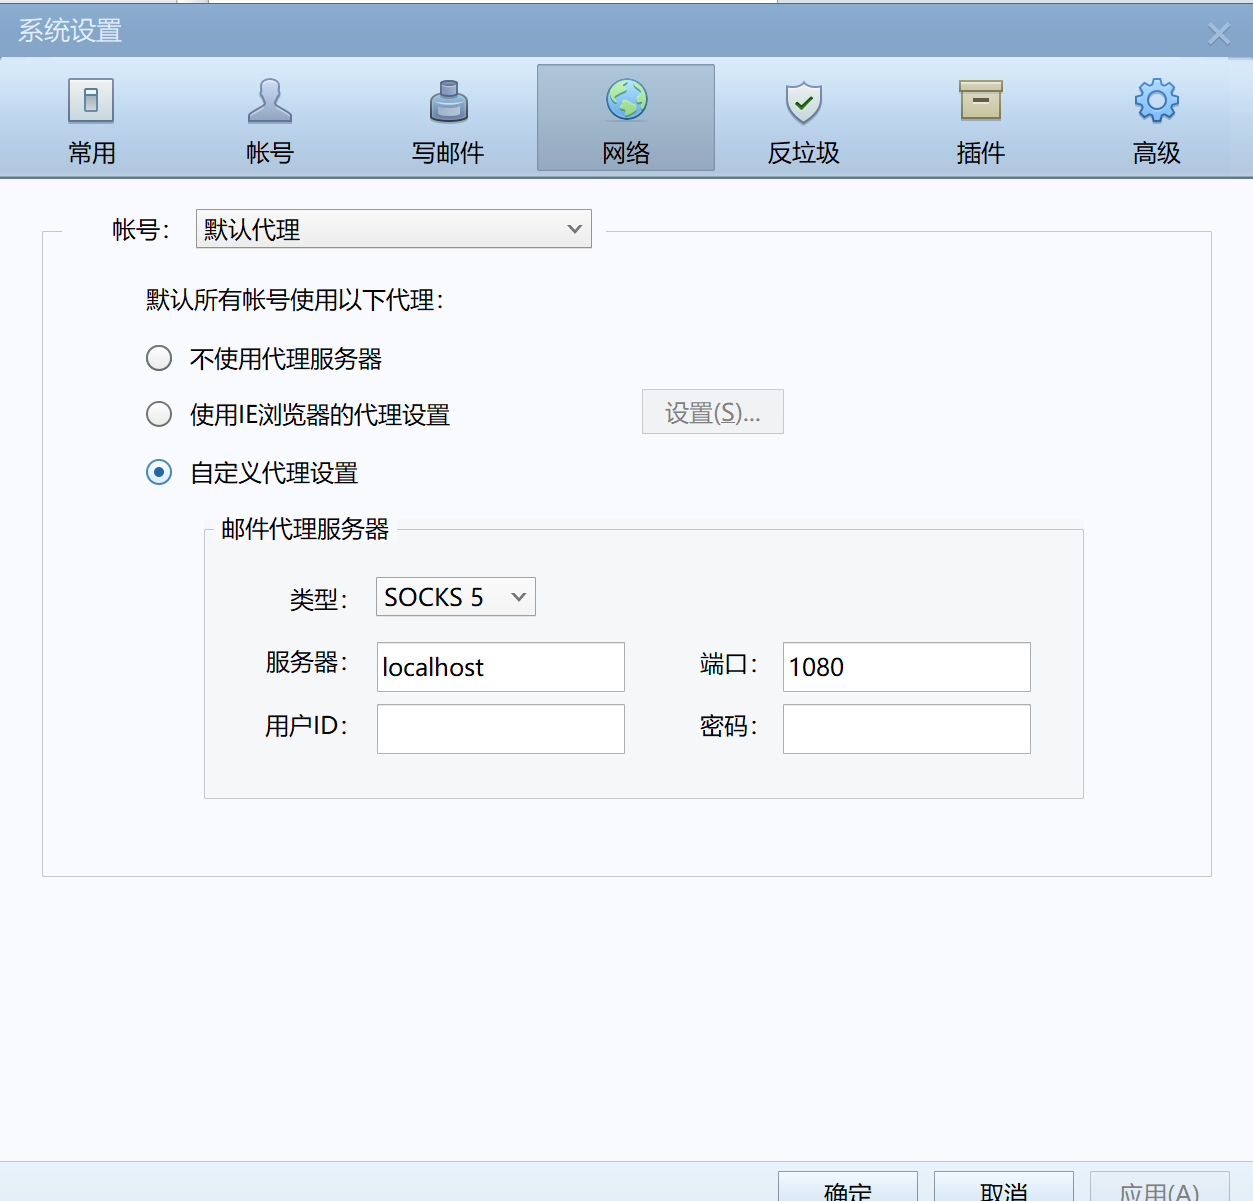 系统设置
常用 帐号 写邮件 网络 反垃圾 插件 高级
帐号： 默认代理
默认所有帐号使用以下代理：
不使用代理服务器
使用IE浏览器的代理设置 设置(S)...
自定义代理设置
邮件代理服务器
类型： SOCKS 5
服务器： localhost 端口： 1080
用户ID： 密码：
确定 取消 应用(A)